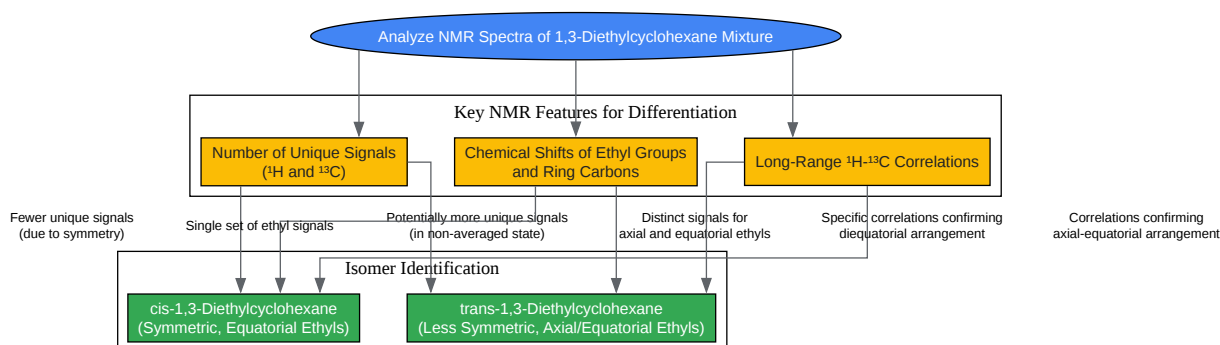 Analyze NMR Spectra of 1,3-Diethylcyclohexane Mixture
Key NMR Features for Differentiation
Number of Unique Signals
(¹H and ¹³C)
Chemical Shifts of Ethyl Groups
and Ring Carbons
Long-Range ¹H-¹³C Correlations
Fewer unique signals
(due to symmetry)
Single set of ethyl signals
Potentially more unique signals
(in non-averaged state)
Distinct signals for
axial and equatorial ethyls
Specific correlations confirming
diequatorial arrangement
Correlations confirming
axial-equatorial arrangement
Isomer Identification
cis-1,3-Diethylcyclohexane
(Symmetric, Equatorial Ethyls)
trans-1,3-Diethylcyclohexane
(Less Symmetric, Axial/Equatorial Ethyls)